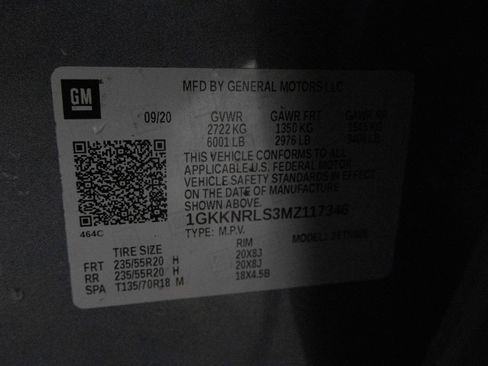 GM
MFD BY GENERAL MOTORS LLC
09/20 GVWR GAWR FRT GAWR RR
2722 KG 1350 KG
6001 LB 2976 LB
THIS VEHICLE CONFORMS TO ALL
APPLICABLE U.S. FEDERAL MOTOR
VEHICLE SAFETY STANDARDS IN EFFECT
ON THE DATE OF MANUFACTURE
SHOWN ABOVE.
1GKKNRLS3MZ117346
464C TYPE: M.P.V. MODEL:
TIRE SIZE RIM
FRT 235/55R20 H 20X8J
RR 235/55R20 H 20X8J
SPA T135/70R18 M 18X4.5B